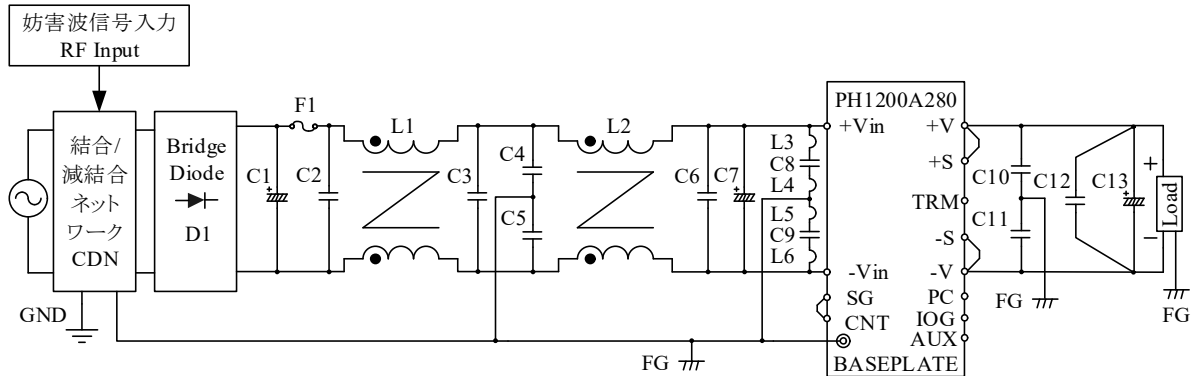 妨害波信号入力
RF Input
結合/
減結合
ネット
ワーク
CDN
GND
Bridge
Diode
D1
C1
F1
C2
L1
C3
C4
C5
L2
C6
C7
L3
C8
L4
L5
C9
L6
FG
PH1200A280
+Vin
-Vin
SG
CNT
+V
+S
TRM
-S
-V
PC
IOG
AUX
BASEPLATE
C10
C11
FG
C12
C13
+
Load
−
FG